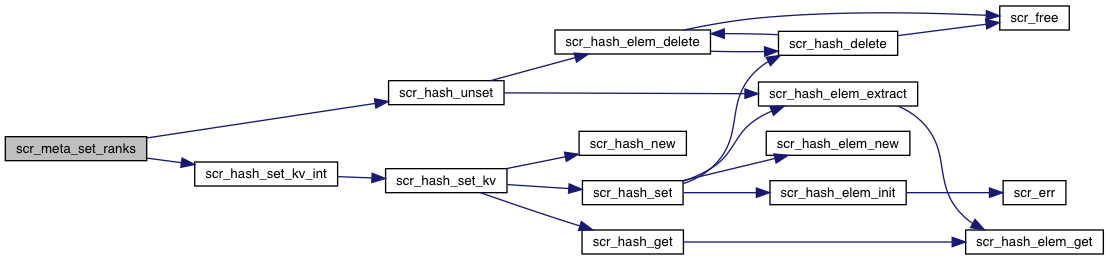 scr_meta_set_ranks
scr_hash_unset
scr_hash_set_kv_int
scr_hash_set_kv
scr_hash_elem_delete
scr_hash_new
scr_hash_set
scr_hash_get
scr_hash_delete
scr_hash_elem_extract
scr_hash_elem_new
scr_hash_elem_init
scr_free
scr_err
scr_hash_elem_get